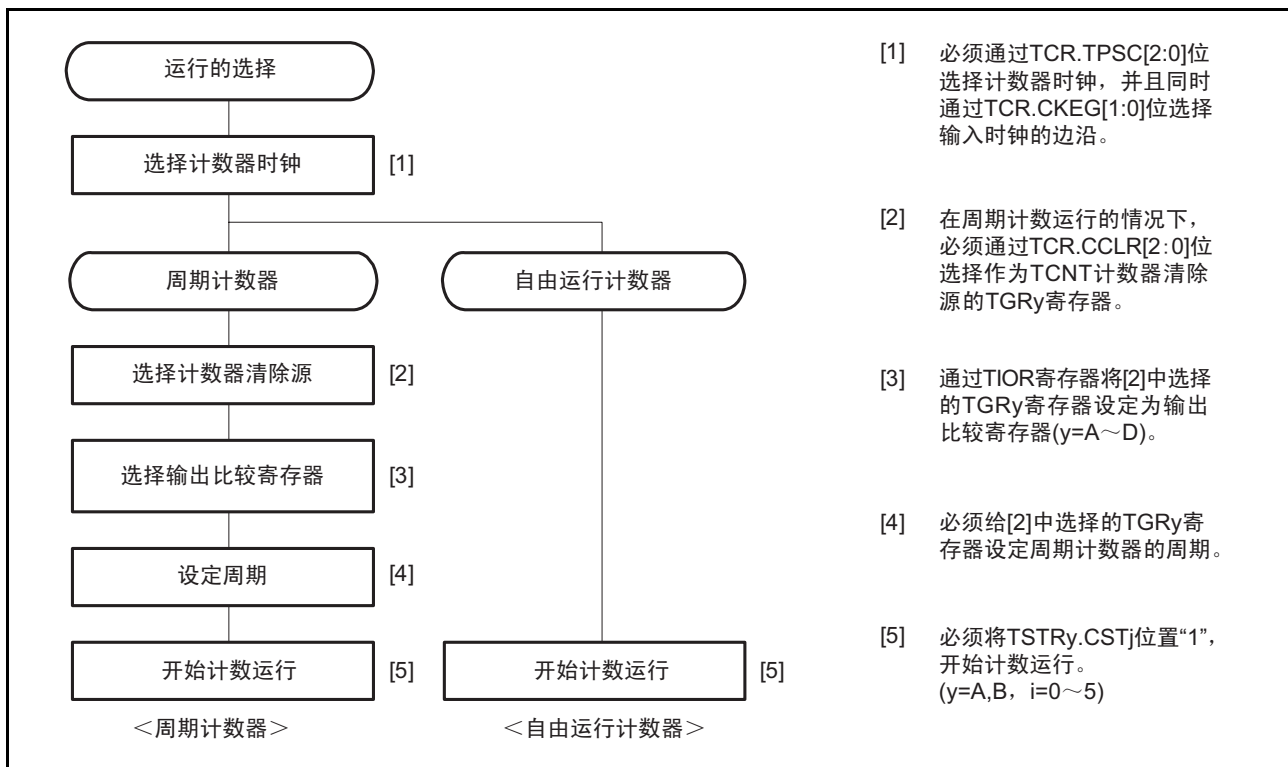 运行的选择
选择计数器时钟 [1]
周期计数器 自由运行计数器
选择计数器清除源 [2]
选择输出比较寄存器 [3]
设定周期 [4]
开始计数运行 [5] 开始计数运行 [5]
＜周期计数器＞ ＜自由运行计数器＞
[1] 必须通过TCR.TPSC[2:0]位
选择计数器时钟，并且同时
通过TCR.CKEG[1:0]位选择
输入时钟的边沿。
[2] 在周期计数运行的情况下，
必须通过TCR.CCLR[2:0]位
选择作为TCNT计数器清除
源的TGRy寄存器。
[3] 通过TIOR寄存器将[2]中选择
的TGRy寄存器设定为输出
比较寄存器(y=A～D)。
[4] 必须给[2]中选择的TGRy寄
存器设定周期计数器的周期。
[5] 必须将TSTRy.CSTj位置“1”，
开始计数运行。
(y=A,B，i=0～5)